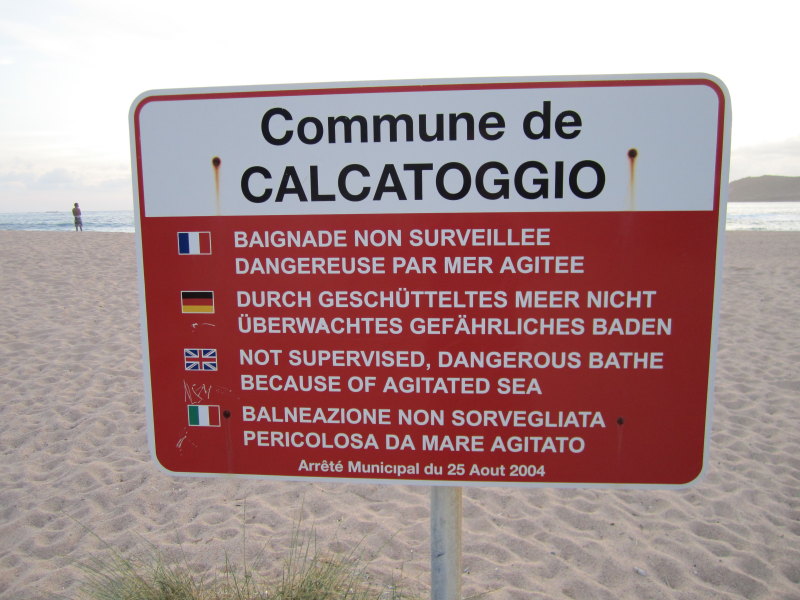 Commune de
CALCATOGGIO
BAIGNADE NON SURVEILLEE
DANGEREUSE PAR MER AGITEE
DURCH GESCHÜTTELTES MEER NICHT
ÜBERWACHTES GEFÄHRLICHES BADEN
NOT SUPERVISED, DANGEROUS BATHE
BECAUSE OF AGITATED SEA
BALNEAZIONE NON SORVEGLIATA
PERICOLOSA DA MARE AGITATO
Arrêté Municipal du 25 Aout 2004